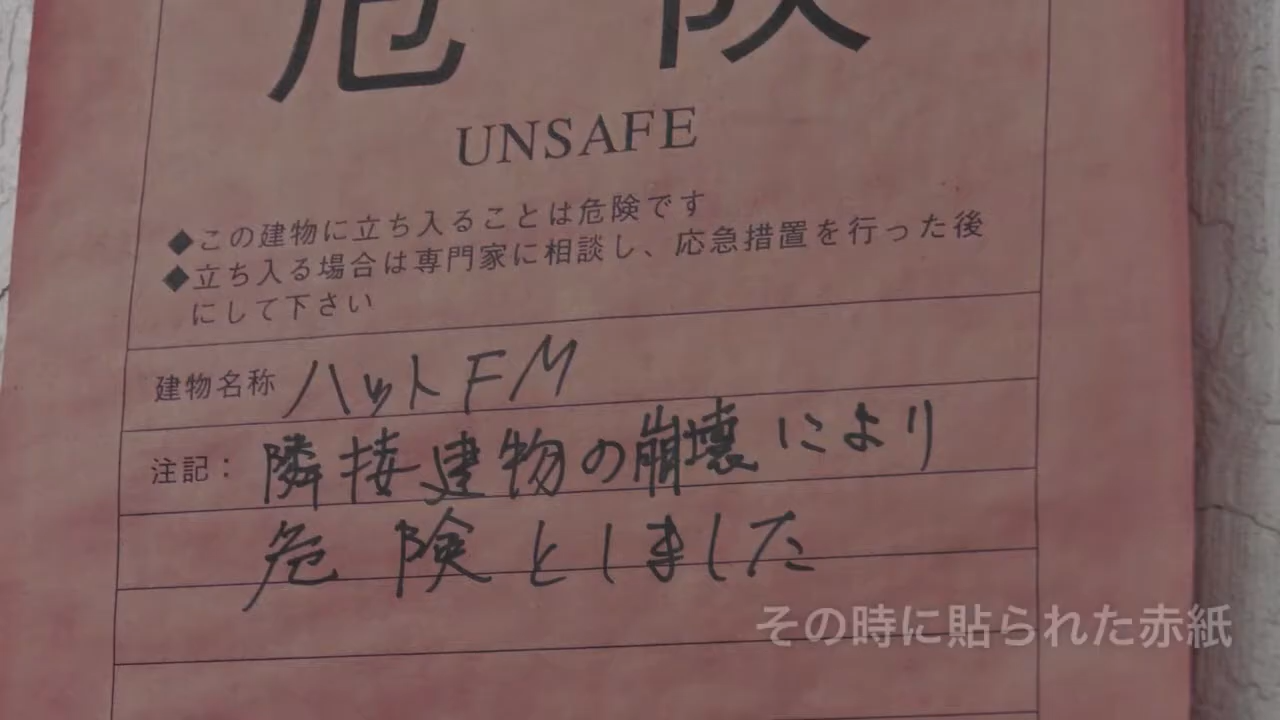 危険
UNSAFE
◆この建物に立ち入ることは危険です
◆立ち入る場合は専門家に相談し、応急措置を行った後
にして下さい
建物名称 ハットFM
注記: 隣接建物の崩壊により
危険としました
その時に貼られた赤紙